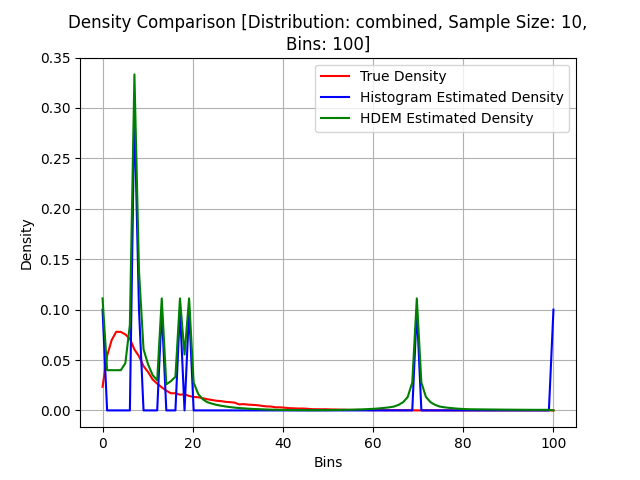 Density Comparison [Distribution: combined, Sample Size: 10,
Bins: 100]
True Density
Histogram Estimated Density
HDEM Estimated Density
0.35
0.30
0.25
0.20
0.15
0.10
0.05
0.00
Density
0 20 40 60 80 100
Bins